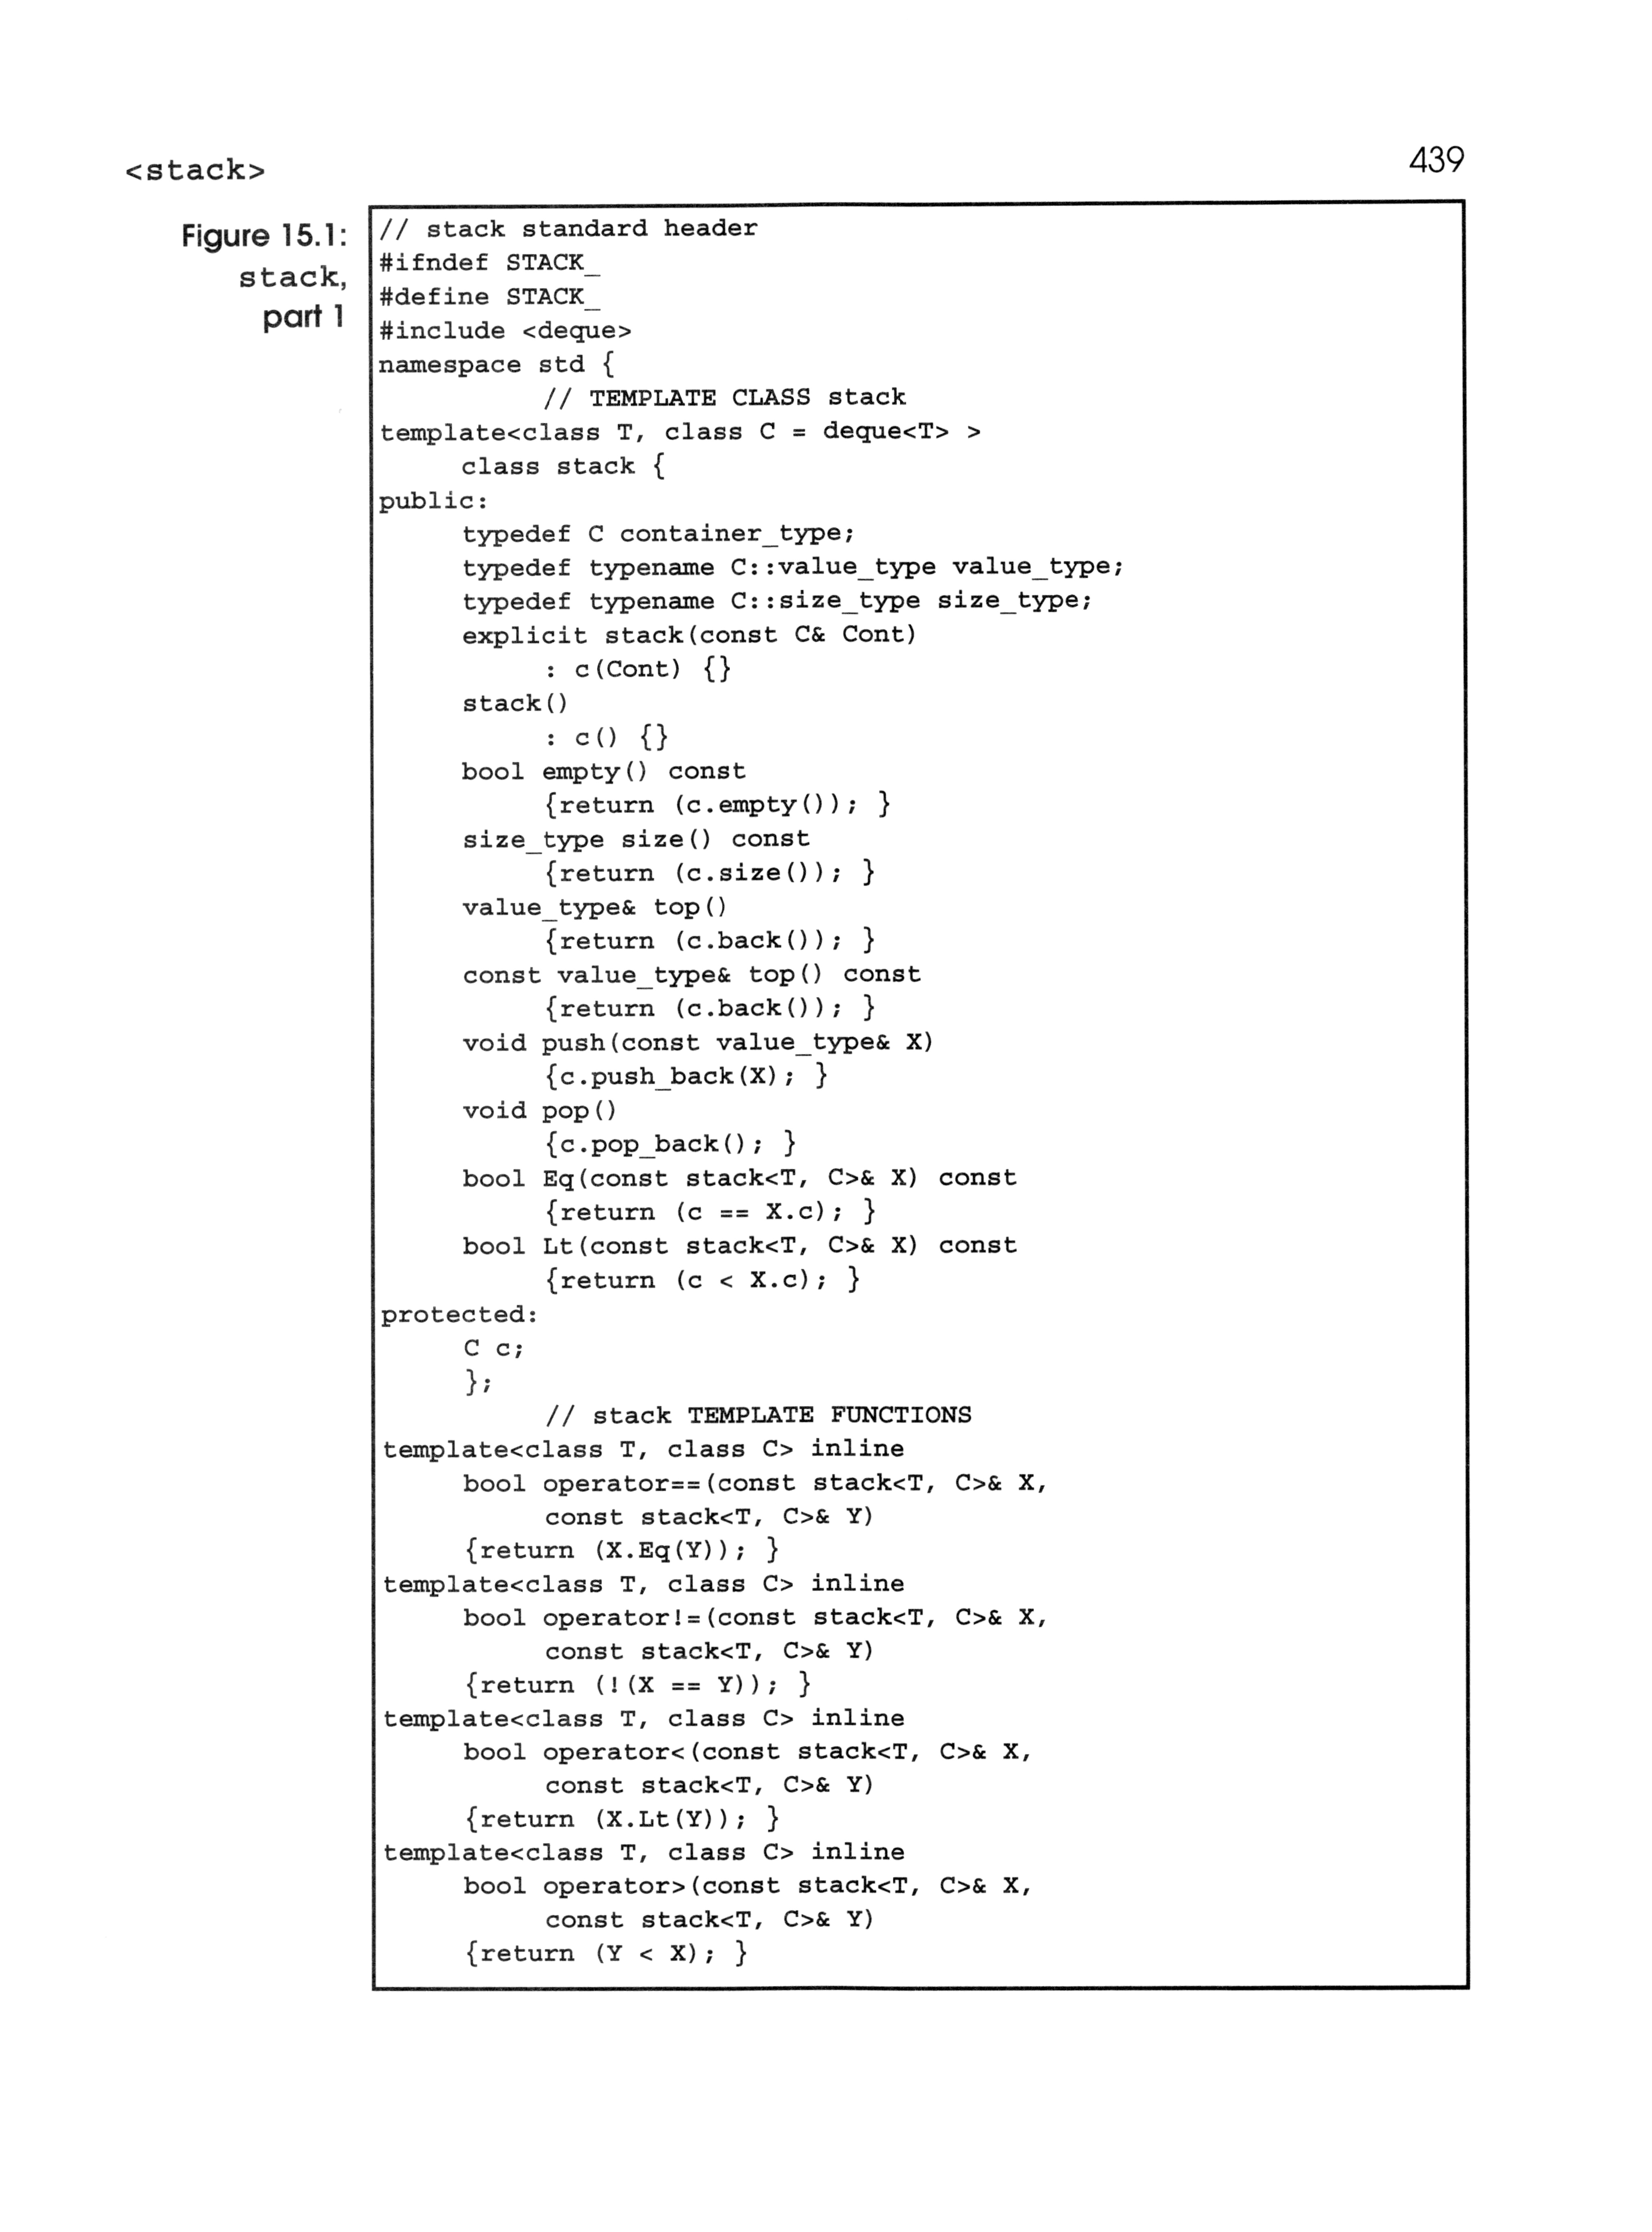 <stack>
439
Figure 15.1:
stack,
part 1
// stack standard header
#ifndef STACK_
#define STACK_
#include <deque>
namespace std {
// TEMPLATE CLASS stack
template<class T, class C = deque<T> >
class stack {
public:
typedef C container_type;
typedef typename C::value_type value_type;
typedef typename C::size_type size_type;
explicit stack(const C& Cont)
: c(Cont) {}
stack()
: c() {}
bool empty() const
{return (c.empty()); }
size_type size() const
{return (c.size()); }
value_type& top()
{return (c.back()); }
const value_type& top() const
{return (c.back()); }
void push(const value_type& X)
{c.push_back(X); }
void pop()
{c.pop_back(); }
bool Eq(const stack<T, C>& X) const
{return (c == X.c); }
bool Lt(const stack<T, C>& X) const
{return (c < X.c); }
protected:
C c;
};
// stack TEMPLATE FUNCTIONS
template<class T, class C> inline
bool operator==(const stack<T, C>& X,
const stack<T, C>& Y)
{return (X.Eq(Y)); }
template<class T, class C> inline
bool operator!=(const stack<T, C>& X,
const stack<T, C>& Y)
{return (!(X == Y)); }
template<class T, class C> inline
bool operator<(const stack<T, C>& X,
const stack<T, C>& Y)
{return (X.Lt(Y)); }
template<class T, class C> inline
bool operator>(const stack<T, C>& X,
const stack<T, C>& Y)
{return (Y < X); }